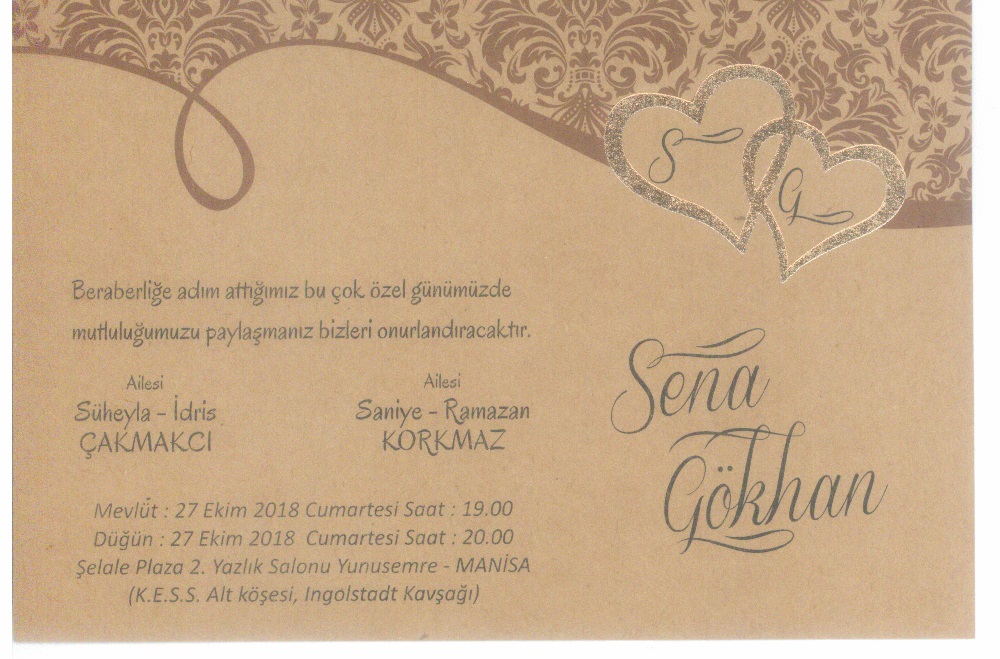 S
G
Beraberliğe adım attığımız bu çok özel günümüzde
mutluluğumuzu paylaşmanız bizleri onurlandıracaktır.
Ailesi
Süheyla - İdris
ÇAKMAKCI
Ailesi
Saniye - Ramazan
KORKMAZ
Mevlüt : 27 Ekim 2018 Cumartesi Saat : 19.00
Düğün : 27 Ekim 2018 Cumartesi Saat : 20.00
Şelale Plaza 2. Yazlık Salonu Yunusemre - MANİSA
(K.E.S.S. Alt köşesi, Ingolstadt Kavşağı)
Sena
Gökhan